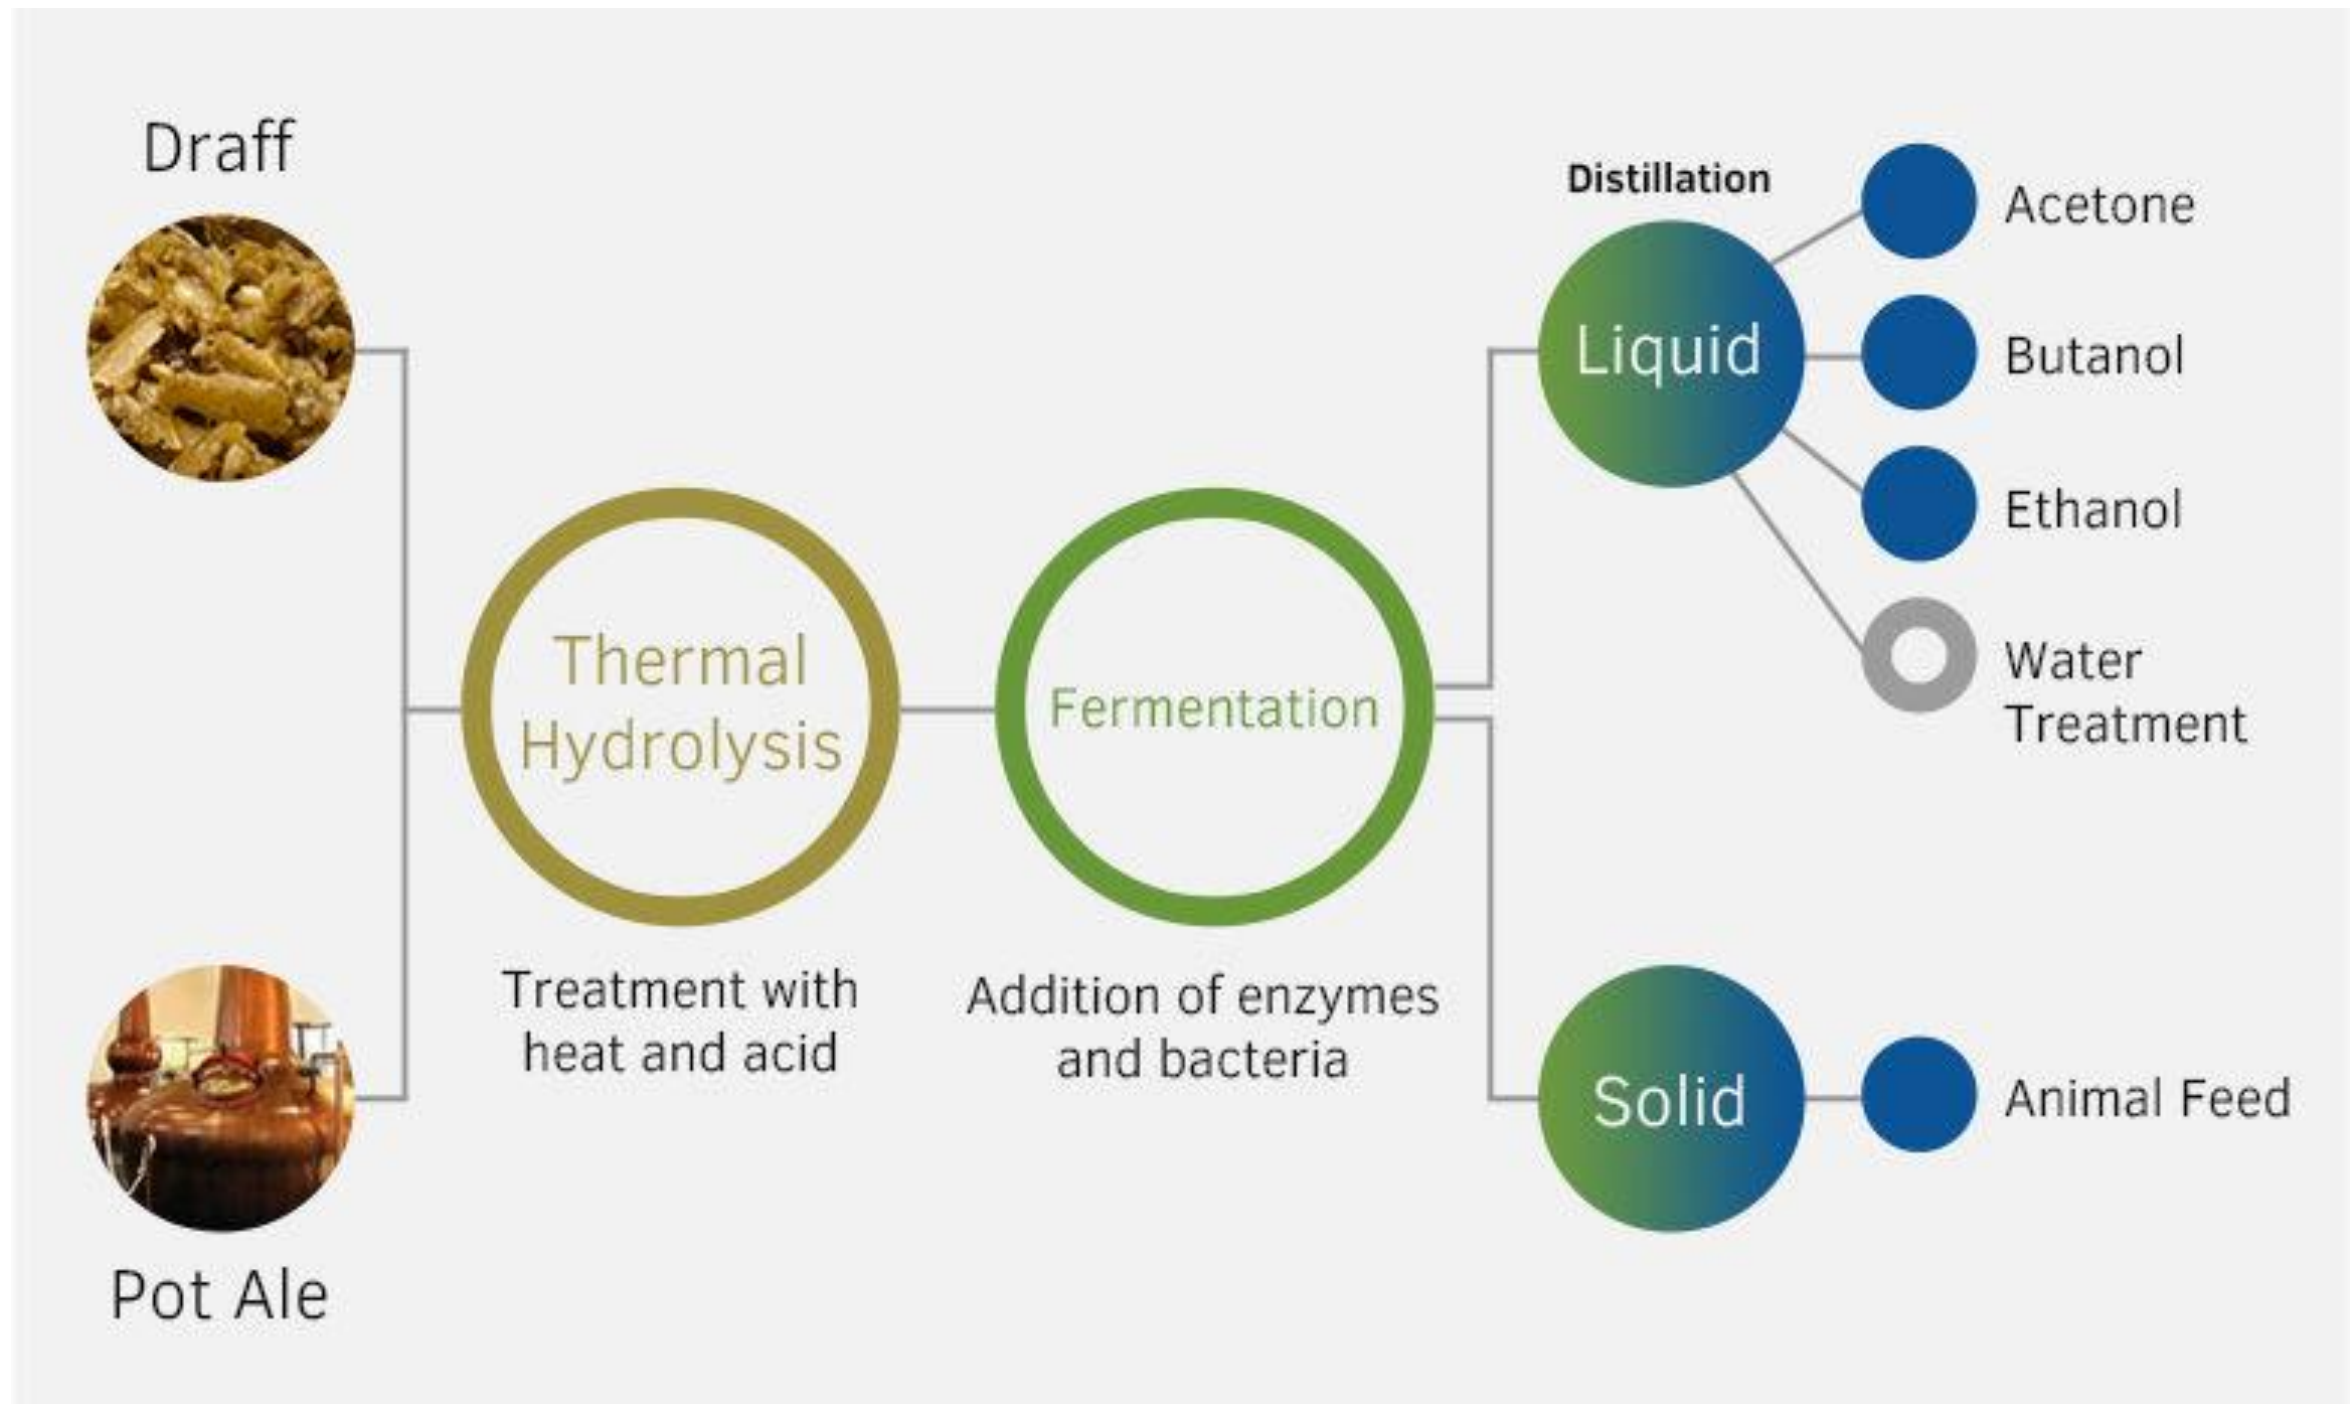 Draff
Pot Ale
Thermal
Hydrolysis
Treatment with
heat and acid
Fermentation
Addition of enzymes
and bacteria
Distillation
Liquid
Acetone
Butanol
Ethanol
Water
Treatment
Solid
Animal Feed